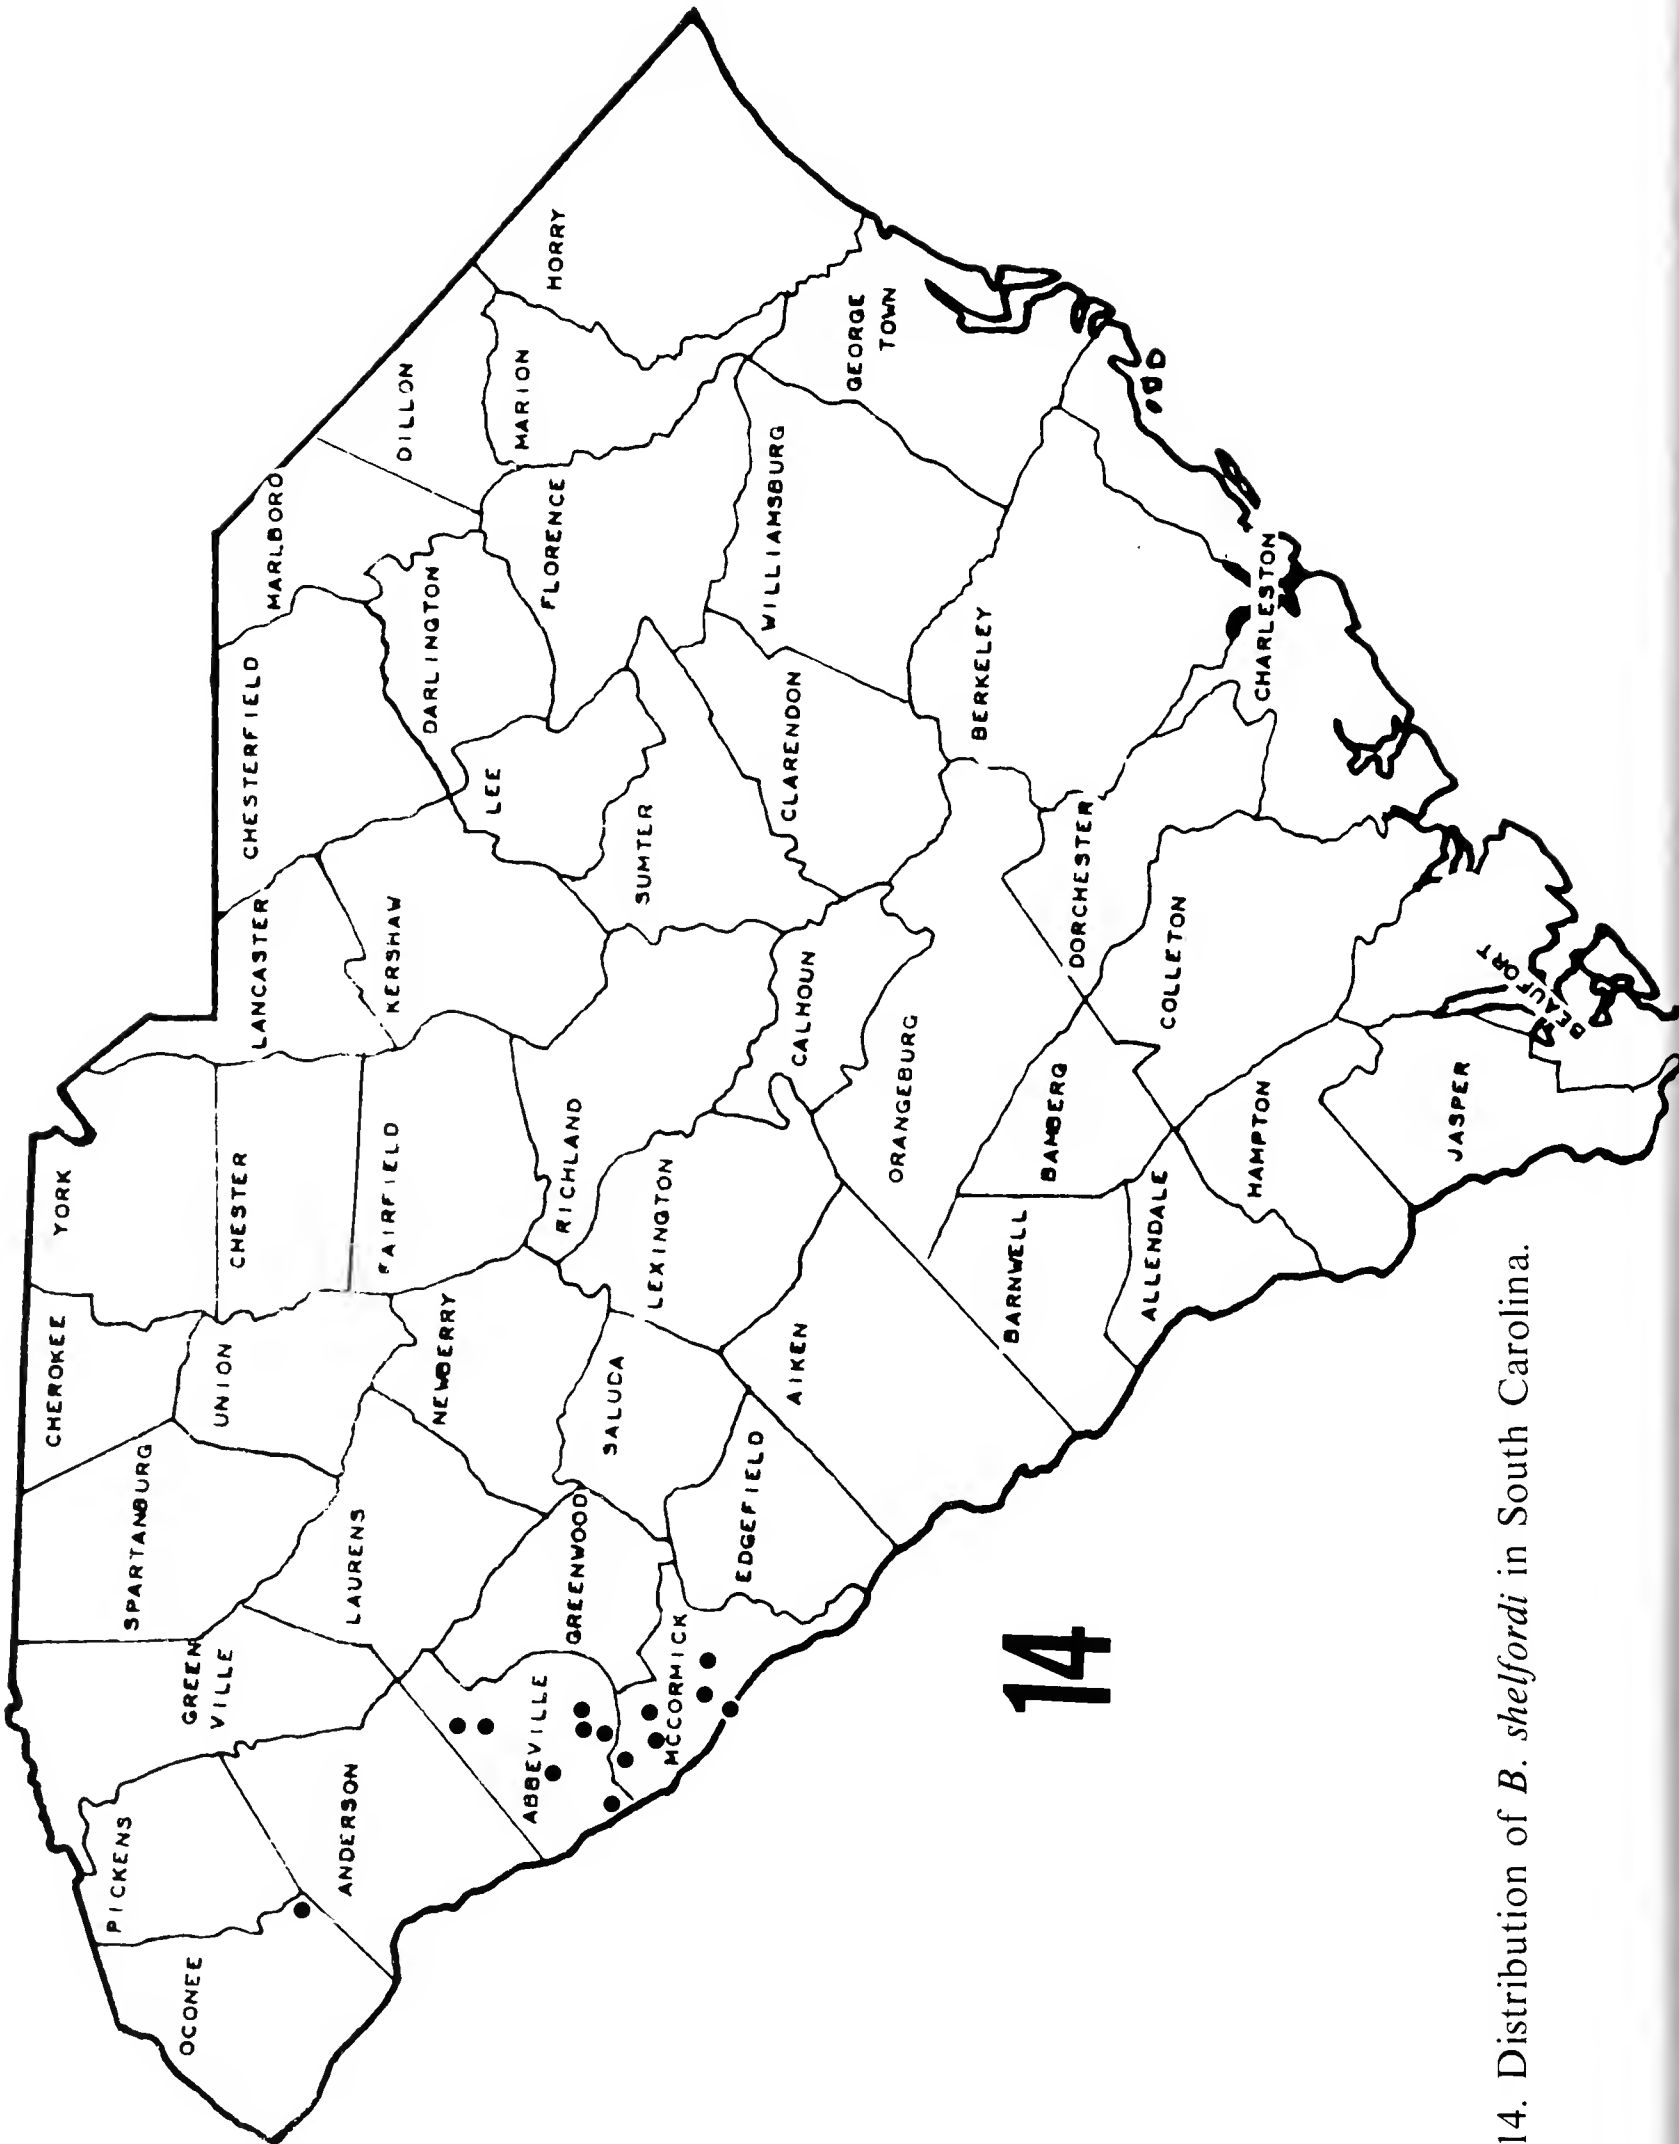 OCONEE
PICKENS
GREEN
VILLE
SPARTANBURG
CHEROKEE
YORK
ANDERSON
LAURENS
UNION
CHESTER
LANCASTER
CHESTERFIELD
MARLBORO
ABBEVILLE
GREENWOOD
NEWBERRY
FAIRFIELD
KERSHAW
DARLINGTON
DILLON
MCCORMICK
SALUDA
RICHLAND
LEE
FLORENCE
MARION
HORRY
EDGEFIELD
LEXINGTON
SUMTER
AIKEN
CALHOUN
CLARENDON
WILLIAMSBURG
GEORGE
TOWN
ORANGEBURG
BARNWELL
BAMBERG
DORCHESTER
BERKELEY
ALLENDALE
COLLETON
CHARLESTON
HAMPTON
JASPER
BEAUFORT
14
14. Distribution of B. shelfordi in South Carolina.